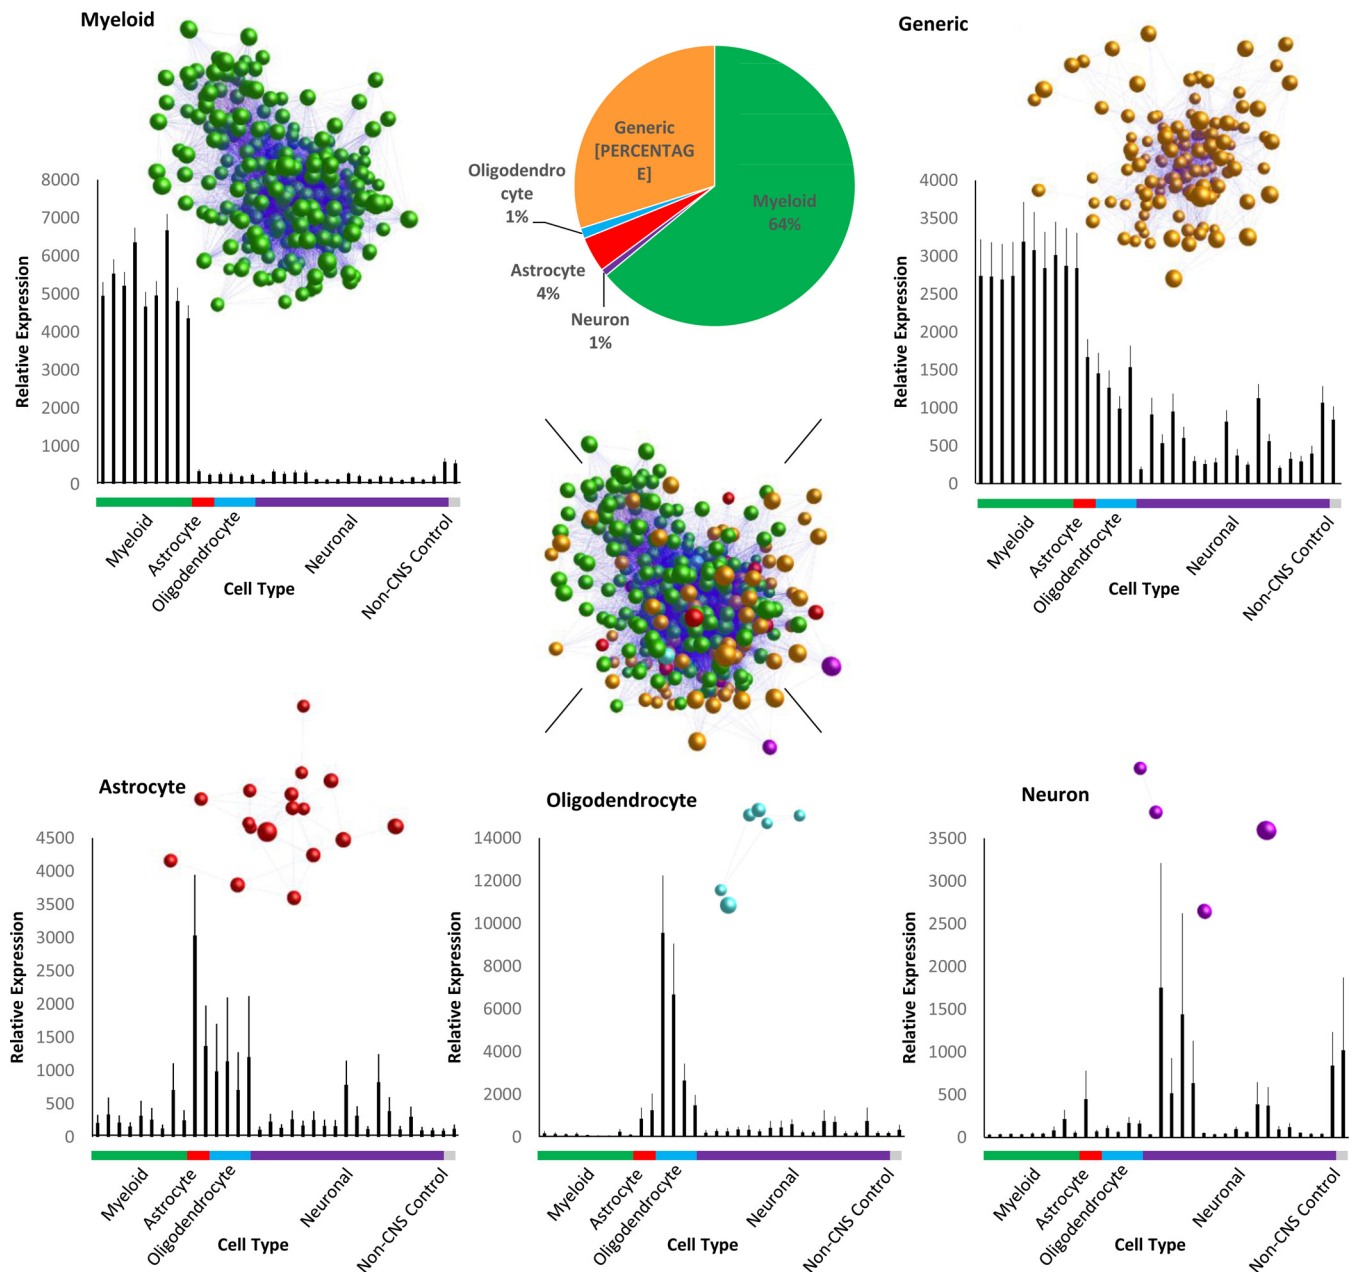 Myeloid
Relative Expression
8000
7000
6000
5000
4000
3000
2000
1000
0
Myeloid
Astrocyte
Oligodendrocyte
Neuronal
Non-CNS Control
Cell Type
Generic
[PERCENTAG
E]
Oligodendro
cyte
1%
Myeloid
64%
Astrocyte
4%
Neuron
1%
Generic
Relative Expression
4000
3500
3000
2500
2000
1500
1000
500
0
Myeloid
Astrocyte
Oligodendrocyte
Neuronal
Non-CNS Control
Cell Type
Astrocyte
Relative Expression
4500
4000
3500
3000
2500
2000
1500
1000
500
0
Myeloid
Astrocyte
Oligodendrocyte
Neuronal
Non-CNS Control
Cell Type
Oligodendrocyte
Relative Expression
14000
12000
10000
8000
6000
4000
2000
0
Myeloid
Astrocyte
Oligodendrocyte
Neuronal
Non-CNS Control
Cell Type
Neuron
Relative Expression
3500
3000
2500
2000
1500
1000
500
0
Myeloid
Astrocyte
Oligodendrocyte
Neuronal
Non-CNS Control
Cell Type